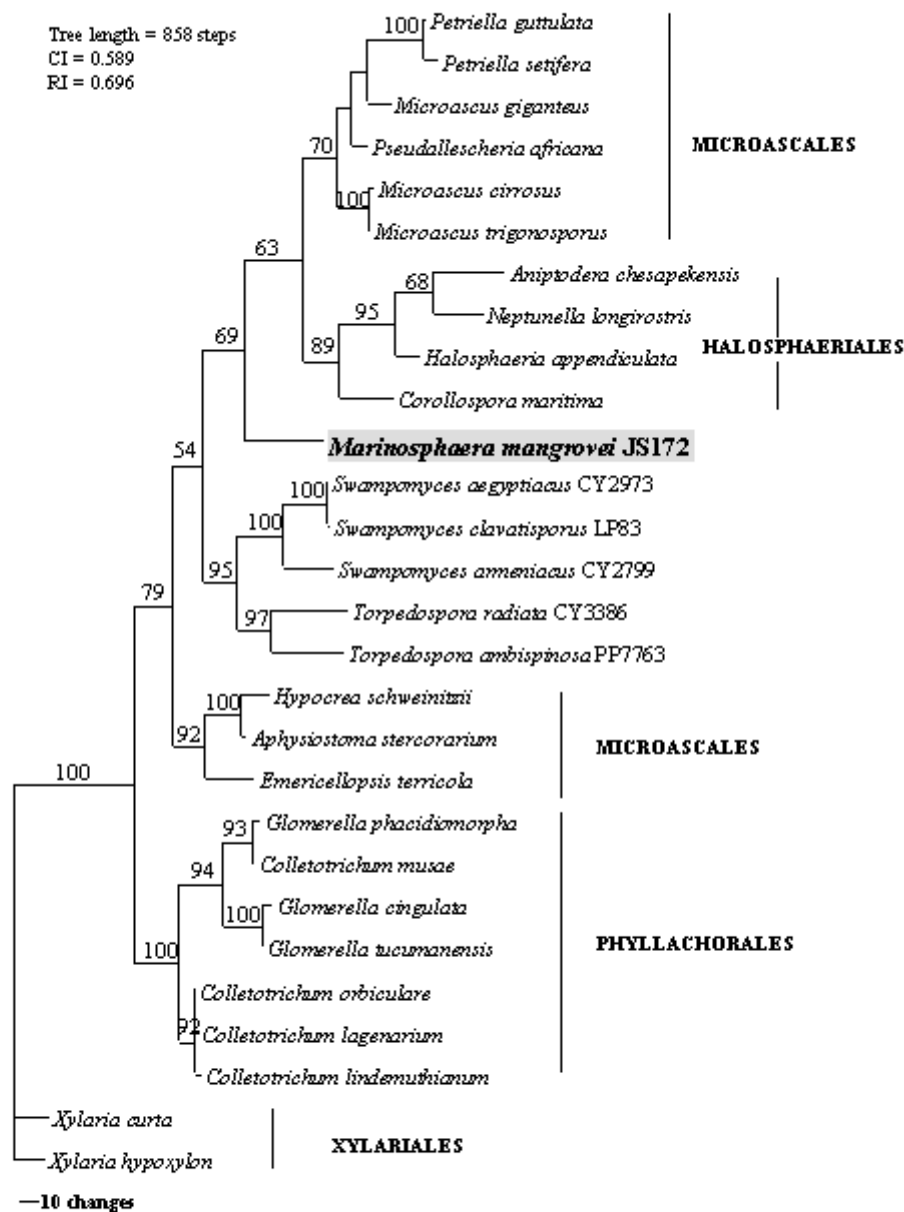 Tree length = 858 steps
CI = 0.589
RI = 0.696
100 Petriella guttulata
Petriella setifera
Microascus giganteus
MICROASCALES
70 Pseudallescheria africana
100 Microascus cirrosus
Microascus trigonosporus
63
Aniptodera chesapekensis
68
95 Neptunella longirostris
69 89 HALOSPHAERIALES
Halosphaeria appendiculata
Corollospora maritima
54 Marinosphaera mangrovei JS172
100 Swampomyces aegyptiacus CY2973
100 Swampomyces clavatisporus LP83
95 Swampomyces armeniacus CY2799
79
97 Torpedospora radiata CY3386
Torpedospora ambispinosa PP7763
100 Hypocrea schweinitzii
92 Aphysiostoma stercorarium
MICROASCALES
100 Emericellopsis terricola
93 Glomerella phacidiomorpha
94 Colletotrichum musae
100 Glomerella cingulata
100 Glomerella tucumanensis
PHYLLACHORALES
Colletotrichum orbiculare
92 Colletotrichum lagenarium
Colletotrichum lindemuthianum
Xylaria curta
XYLARIALES
Xylaria hypoxylon
10 changes